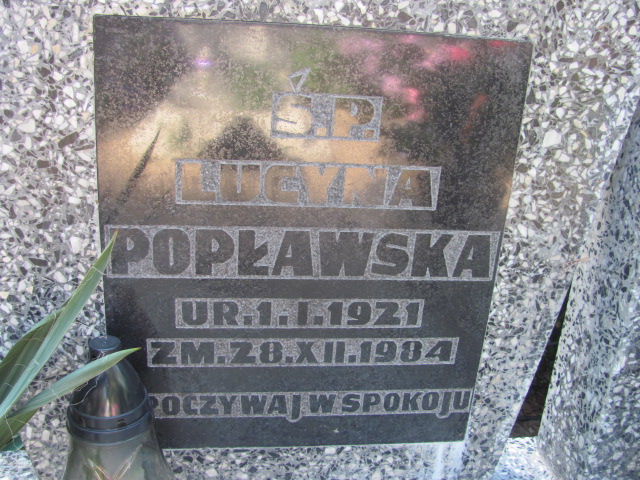 Ś.P.
LUCYNA
POPŁAWSKA
UR.1.I.1921
ZM.28.XII.1984
POCZYWAJ W SPOKOJU